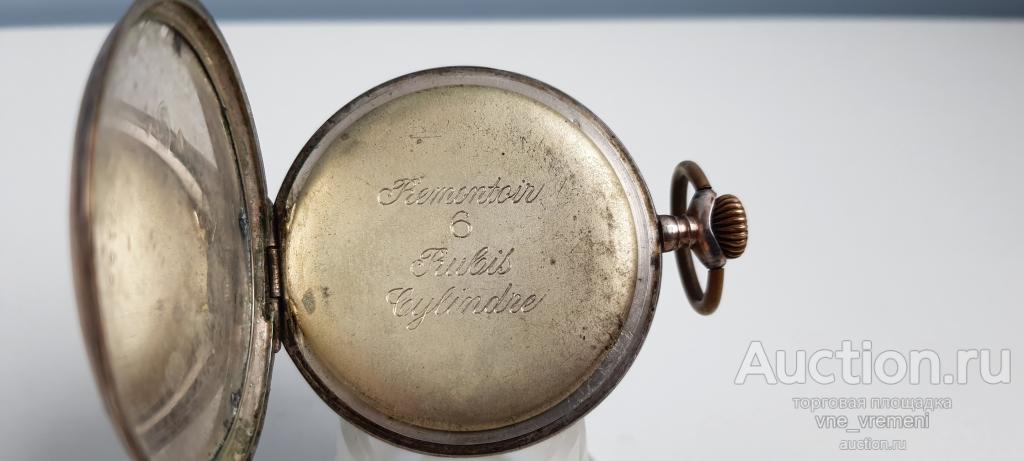 Remontoir
6
Rubis
Cylindre
Auction.ru
торговая площадка
vne_vremeni
auction.ru